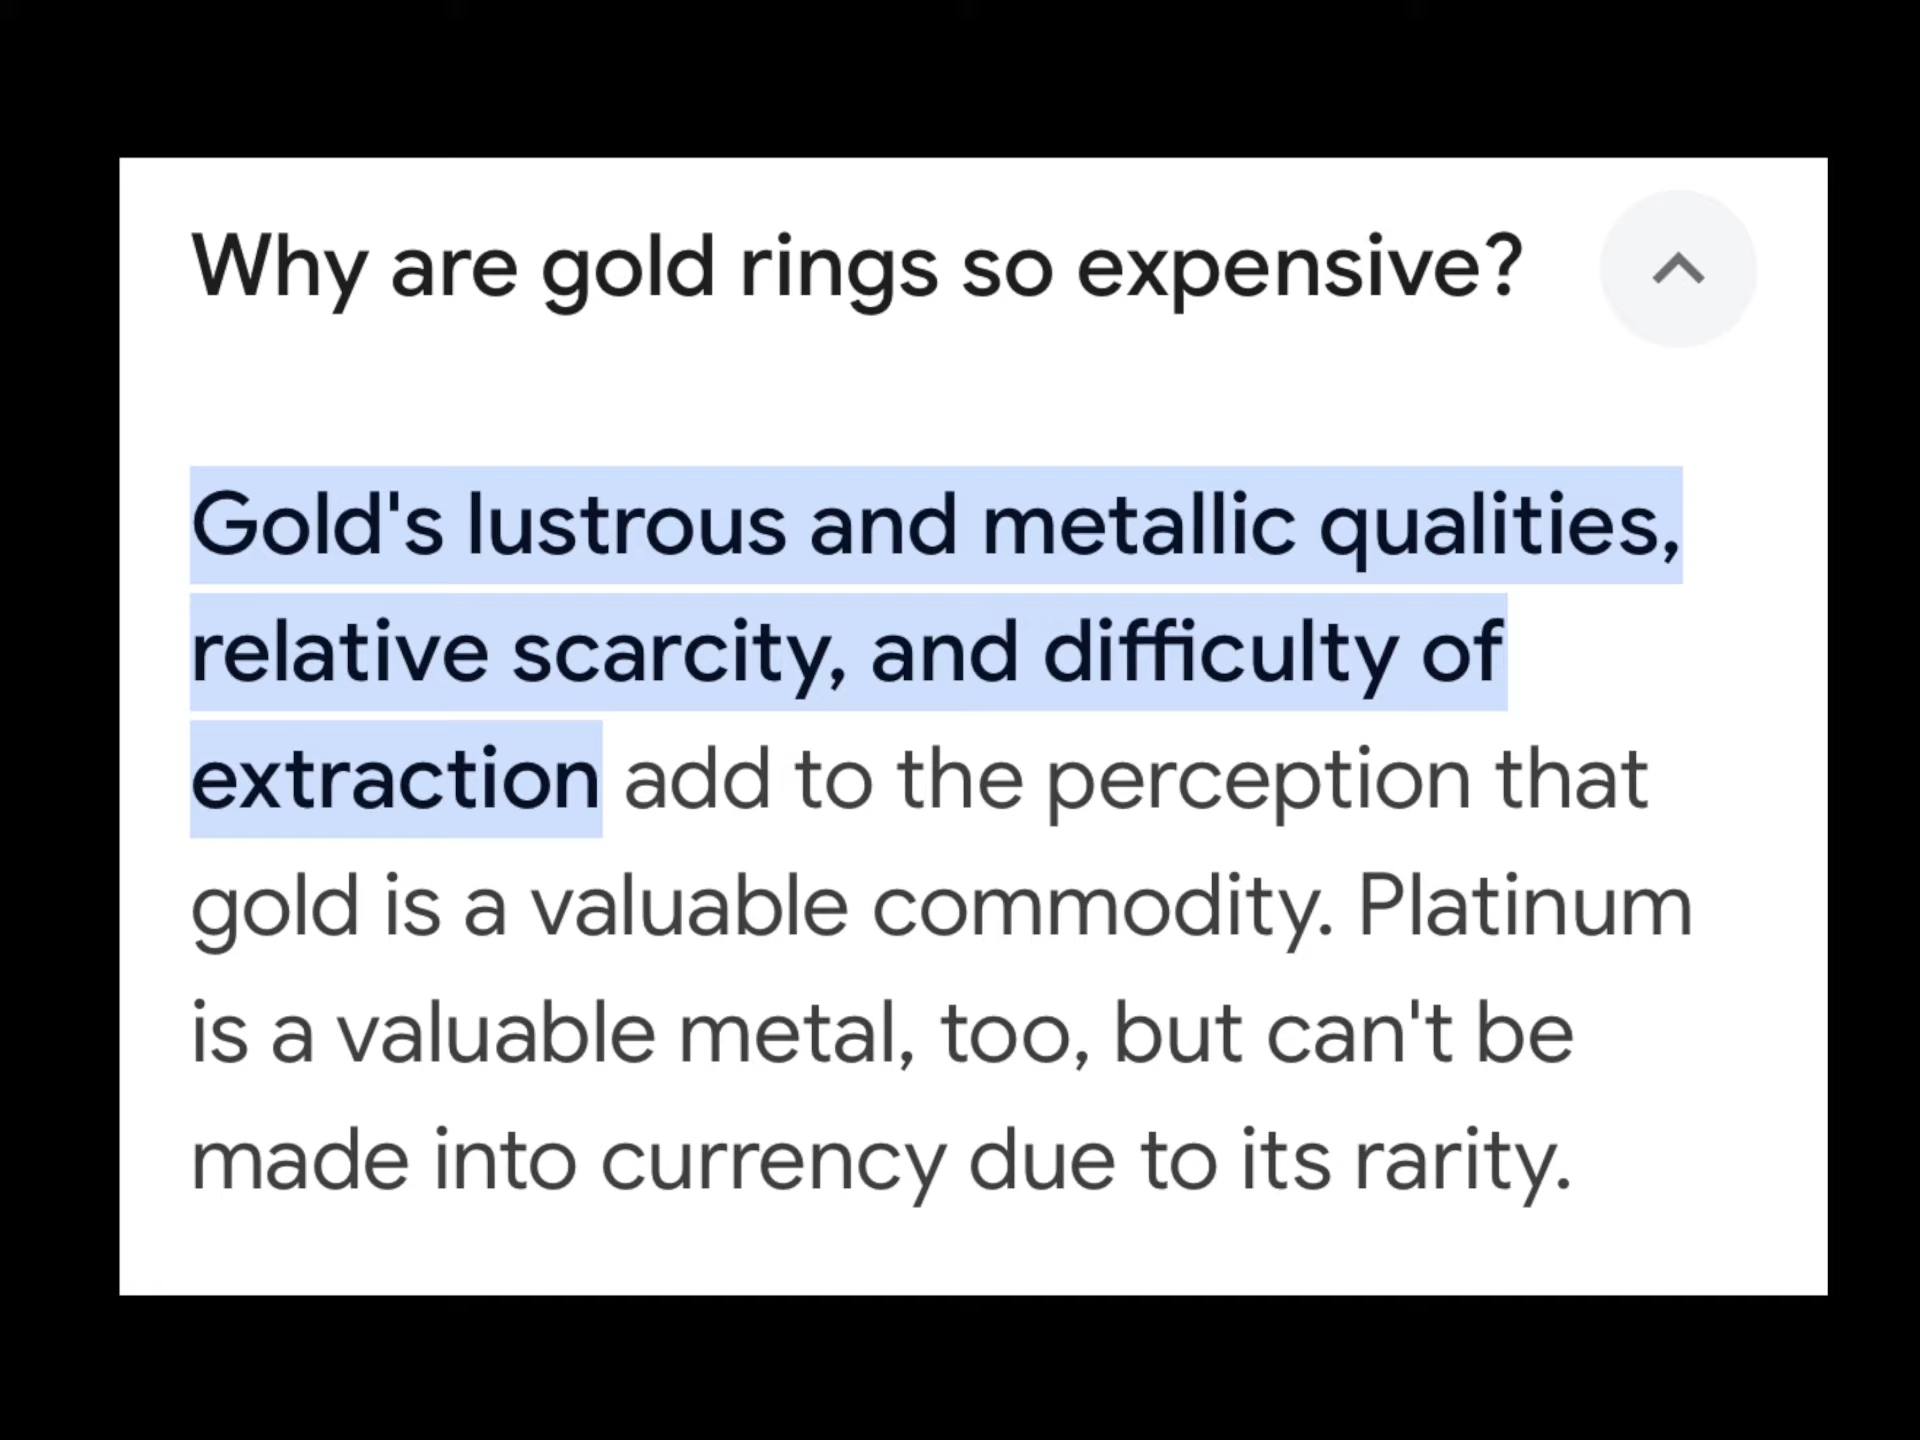 Why are gold rings so expensive?
Gold's lustrous and metallic qualities,
relative scarcity, and difficulty of
extraction add to the perception that
gold is a valuable commodity. Platinum
is a valuable metal, too, but can't be
made into currency due to its rarity.